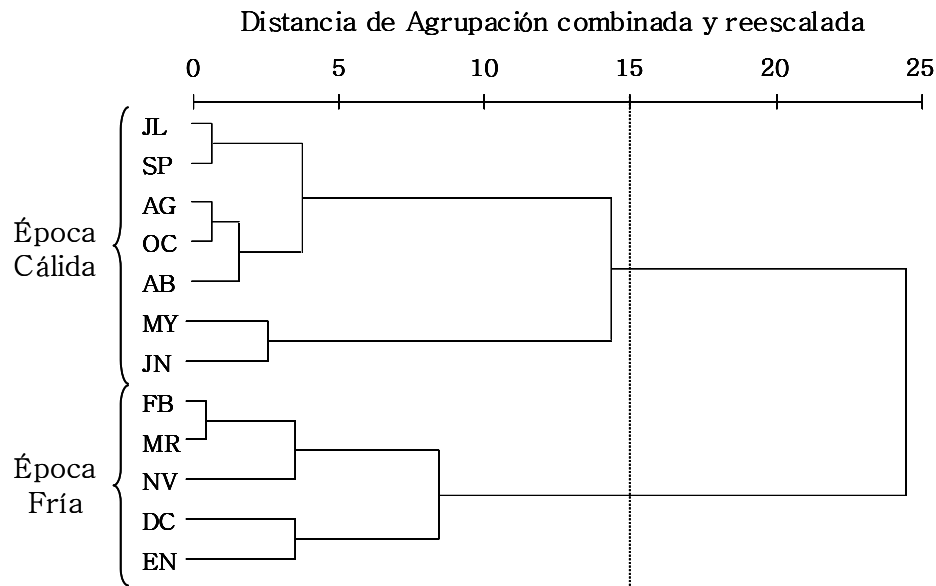 Distancia de Agrupación combinada y reescalada
0 5 10 15 20 25
JL
SP
AG
OC
AB
MY
JN
Época
Cálida
FB
MR
NV
DC
EN
Época
Fría